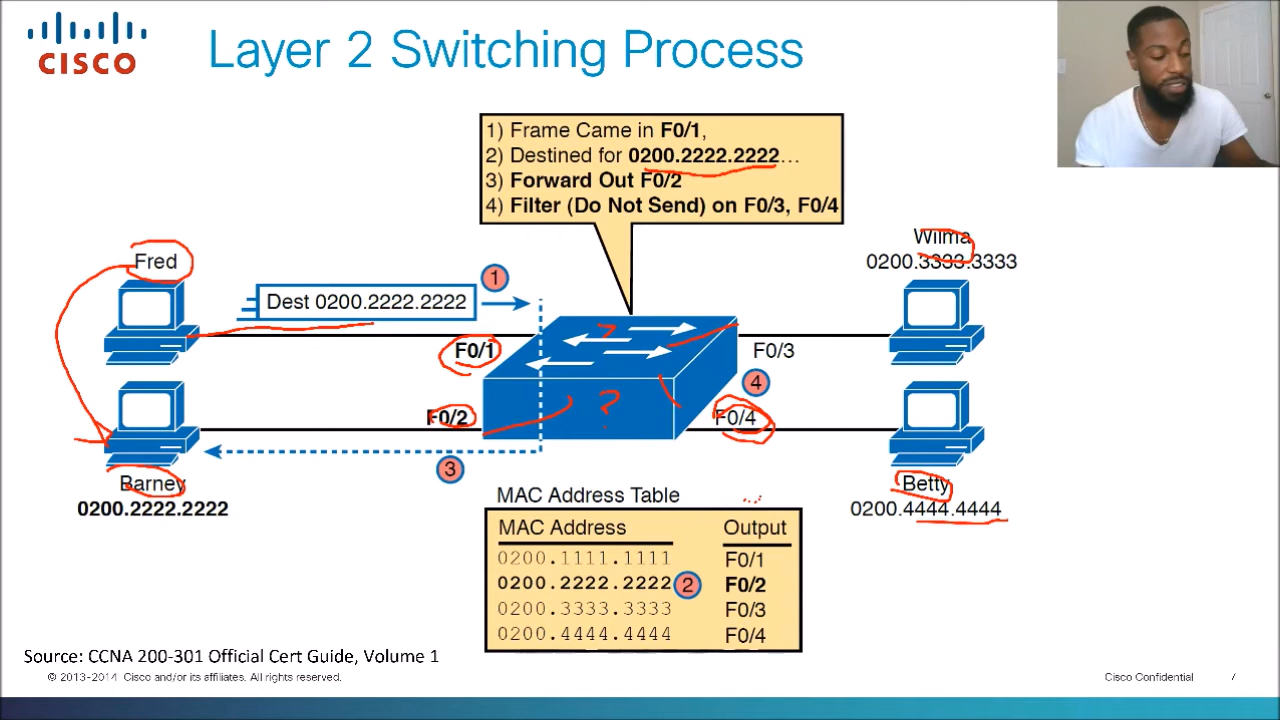 CISCO
Layer 2 Switching Process
1) Frame Came in F0/1,
2) Destined for 0200.2222.2222...
3) Forward Out F0/2
4) Filter (Do Not Send) on F0/3, F0/4
Fred
Wilma
0200.3333.3333
Dest 0200.2222.2222
1
F0/1
F0/3
?
?
4
F0/2
F0/4
3
Barney
0200.2222.2222
Betty
0200.4444.4444
MAC Address Table
MAC Address Output
0200.1111.1111 F0/1
0200.2222.2222 2 F0/2
0200.3333.3333 F0/3
0200.4444.4444 F0/4
Source: CCNA 200-301 Official Cert Guide, Volume 1
© 2013-2014 Cisco and/or its affiliates. All rights reserved.
Cisco Confidential
7